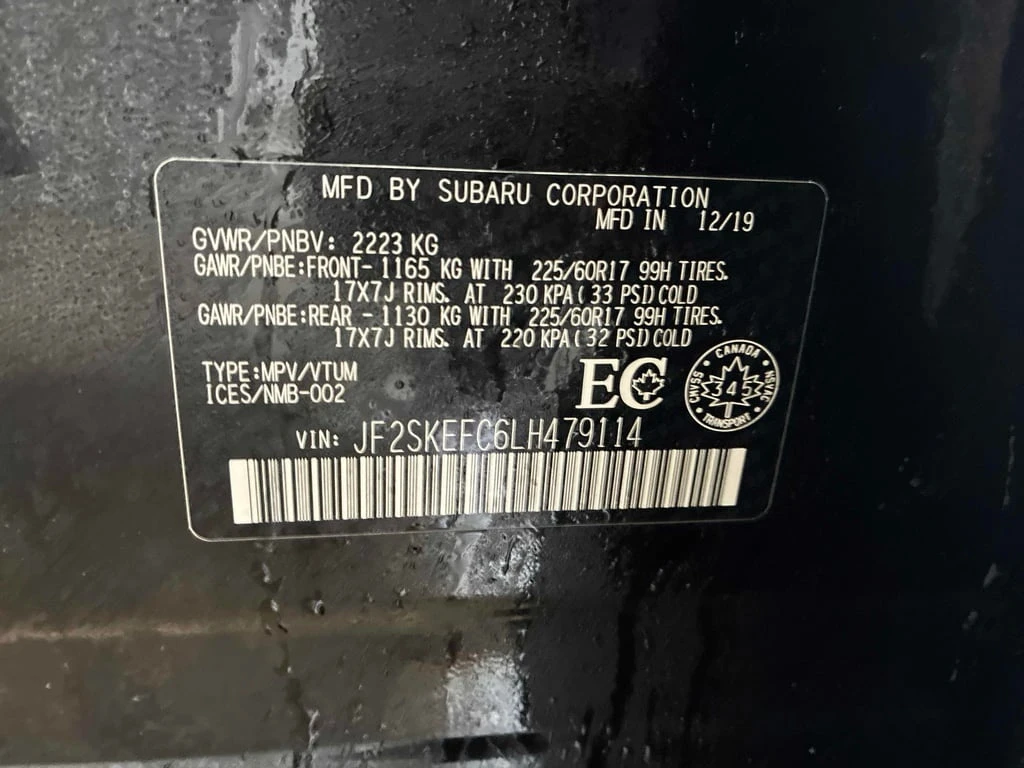 MFD BY SUBARU CORPORATION
MFD IN 12/19
GVWR/PNBV: 2223 KG
GAWR/PNBE:FRONT- 1165 KG WITH 225/60R17 99H TIRES.
17X7J RIMS. AT 230 KPA(33 PSI)COLD
GAWR/PNBE:REAR - 1130 KG WITH 225/60R17 99H TIRES.
17X7J RIMS. AT 220 KPA(32 PSI)COLD
TYPE:MPV/VTUM
ICES/NMB-002
EC
CANADA
CMVSS 345 NSVAC
TRANSPORT
VIN: JF2SKEFC6LH479114